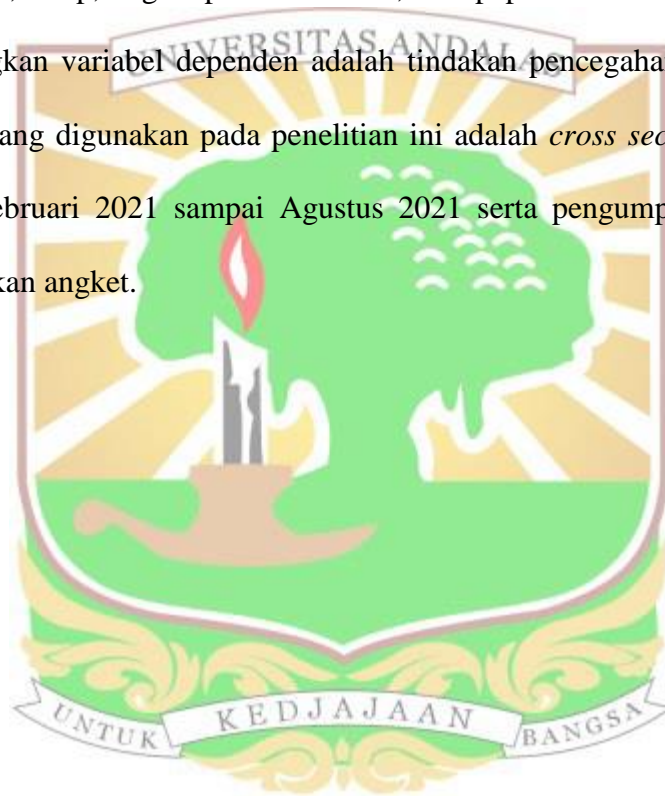 UNIVERSITAS ANDALAS
gkan variabel dependen adalah tindakan pencegaha
ang digunakan pada penelitian ini adalah cross sec
ebruari 2021 sampai Agustus 2021 serta pengump
kan angket.
UNTUK KEDJAJAAN BANGSA